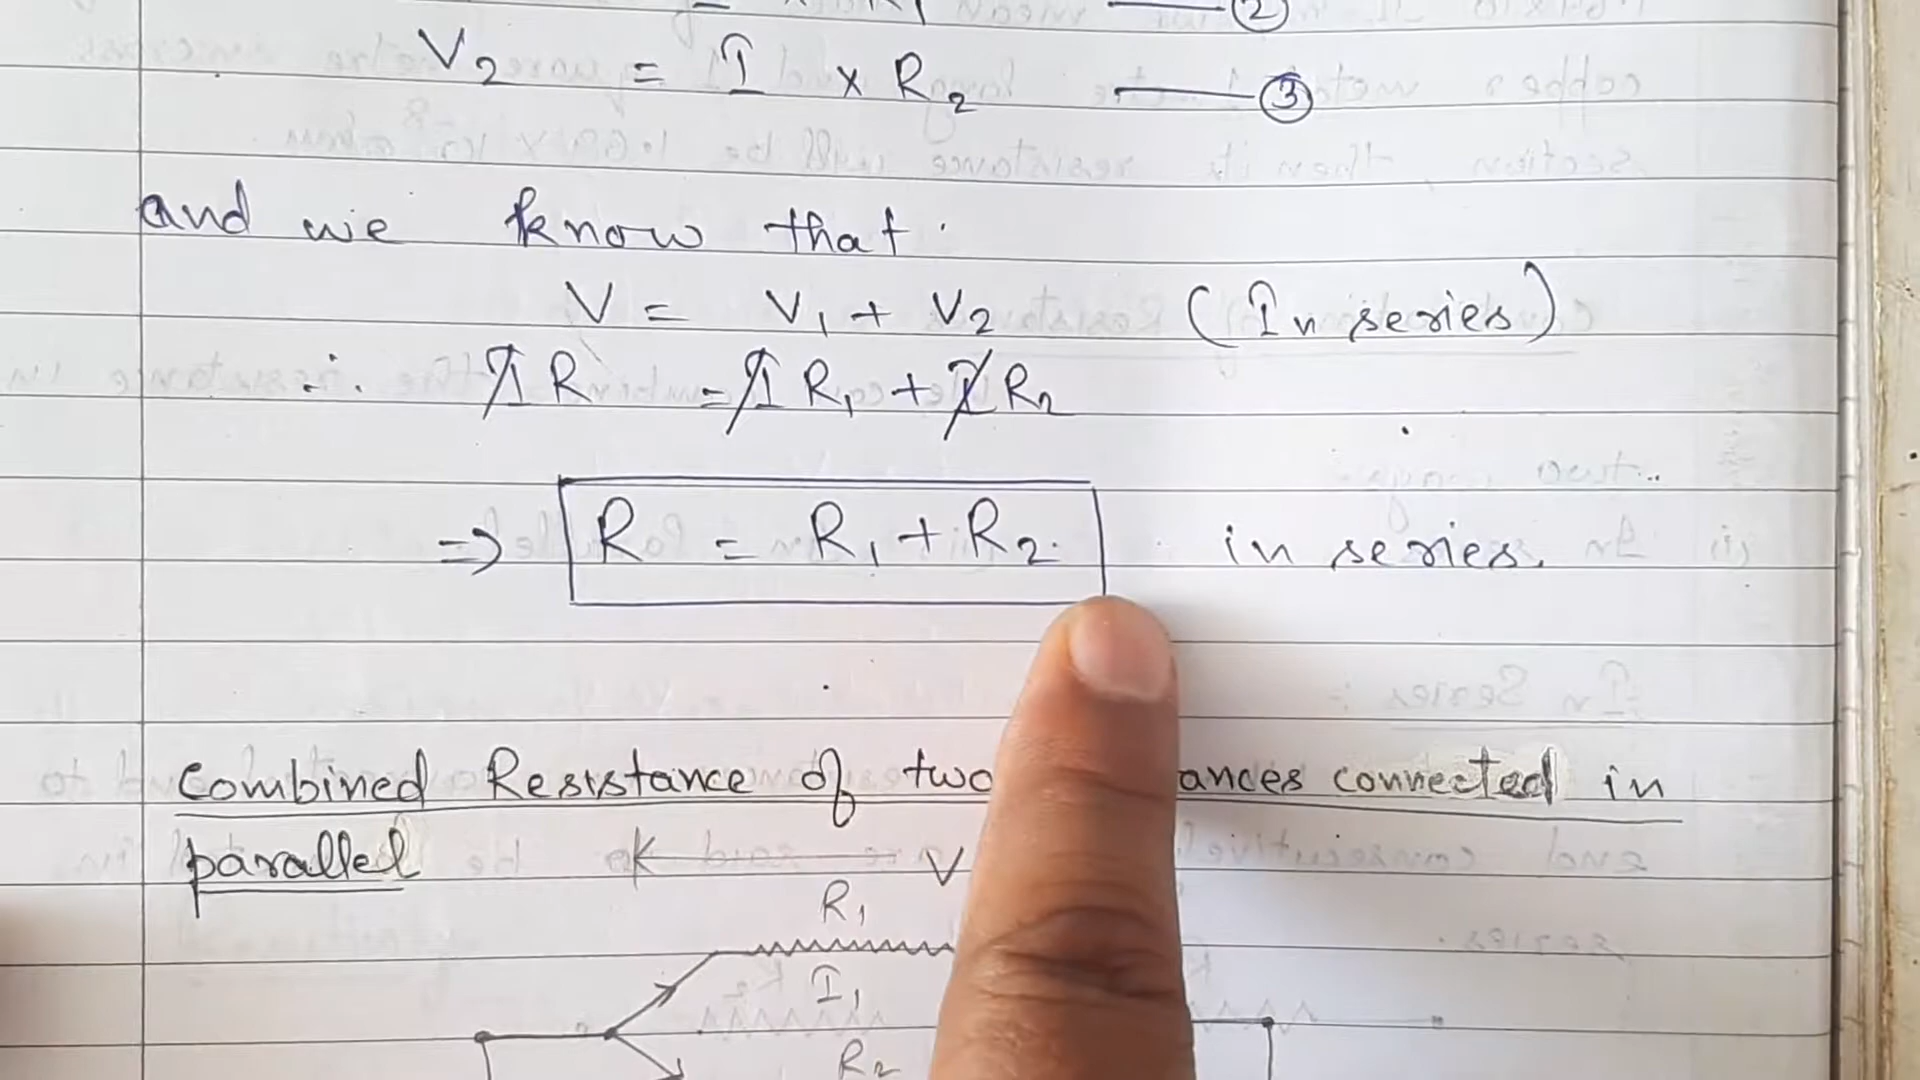 ②
V₂ = I × R₂ ——— ③
and we know that.
V = V₁ + V₂ (In series)
∴ IR = IR₁ + IR₂
⇒ R = R₁ + R₂. in series.
Combined Resistance of two ances connected in
parallel
V
R₁
I₁
R₂